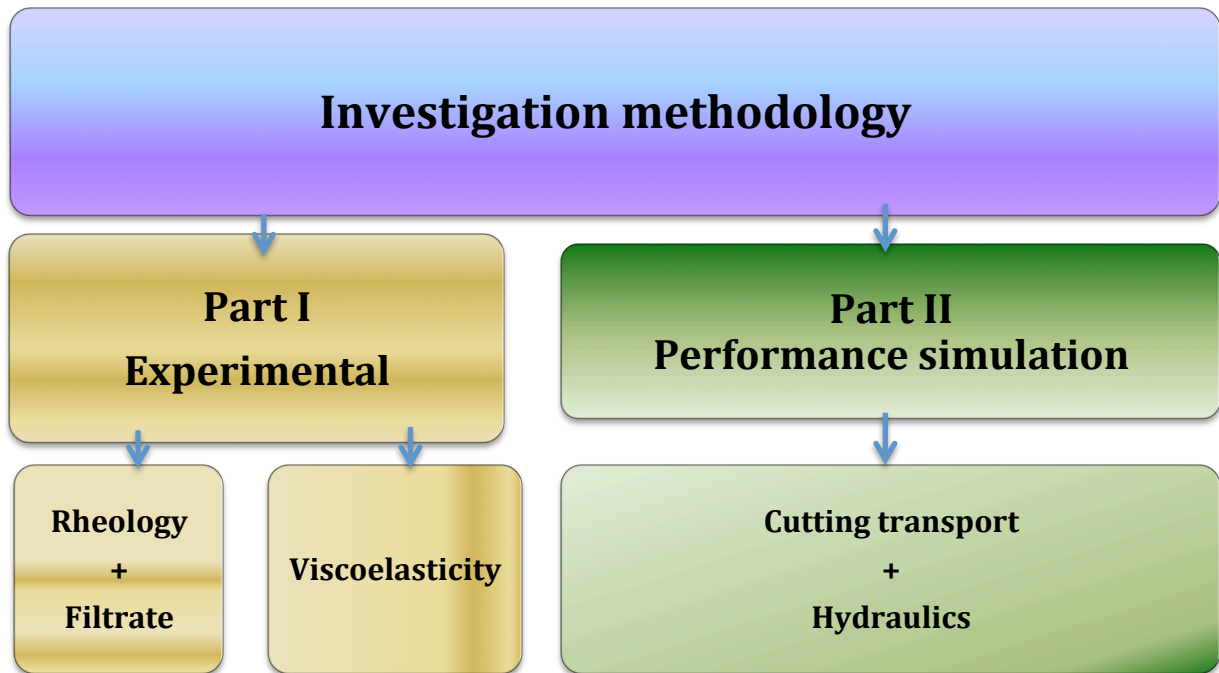 Investigation methodology
Part I
Experimental
Part II
Performance simulation
Rheology
+
Filtrate
Viscoelasticity
Cutting transport
+
Hydraulics